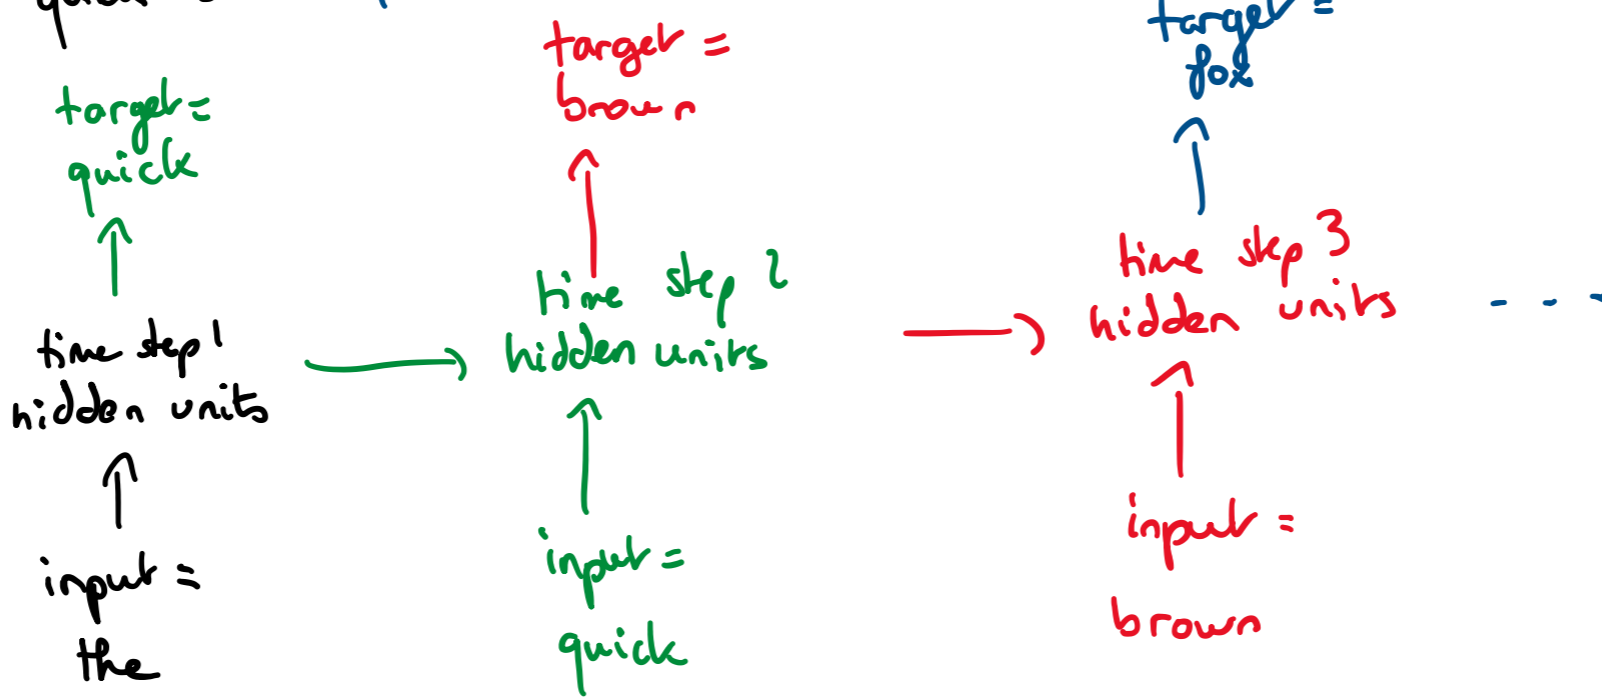 quick
target =
quick
time step 1
hidden units
input =
the
target =
brown
time step 2
hidden units
input =
quick
target =
fox
time step 3
hidden units
input =
brown